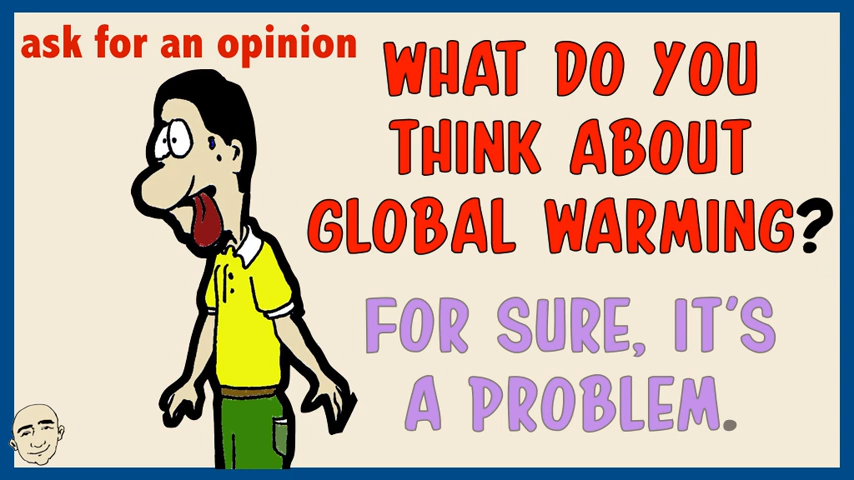 ask for an opinion
WHAT DO YOU
THINK ABOUT
GLOBAL WARMING?
FOR SURE, IT'S
A PROBLEM.